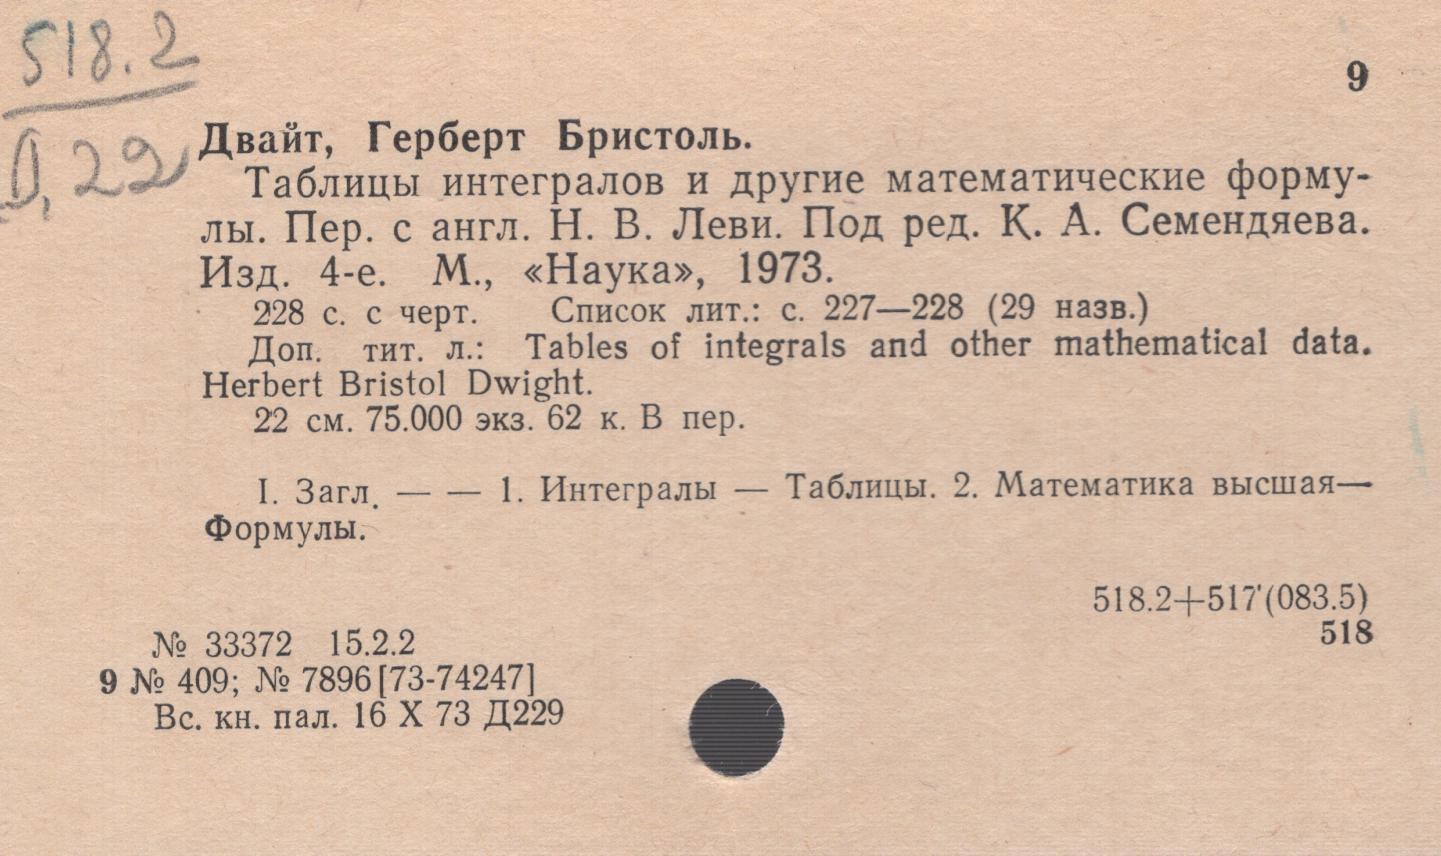 518.2
Д 22
9
Двайт, Герберт Бристоль.
Таблицы интегралов и другие математические форму-
лы. Пер. с англ. Н. В. Леви. Под ред. К. А. Семендяева.
Изд. 4-е. М., «Наука», 1973.
228 с. с черт. Список лит.: с. 227—228 (29 назв.)
Доп. тит. л.: Tables of integrals and other mathematical data.
Herbert Bristol Dwight.
22 см. 75.000 экз. 62 к. В пер.
I. Загл. — — 1. Интегралы — Таблицы. 2. Математика высшая—
Формулы.
518.2+517'(083.5)
518
№ 33372 15.2.2
9 № 409; № 7896[73-74247]
Вс. кн. пал. 16 X 73 Д229